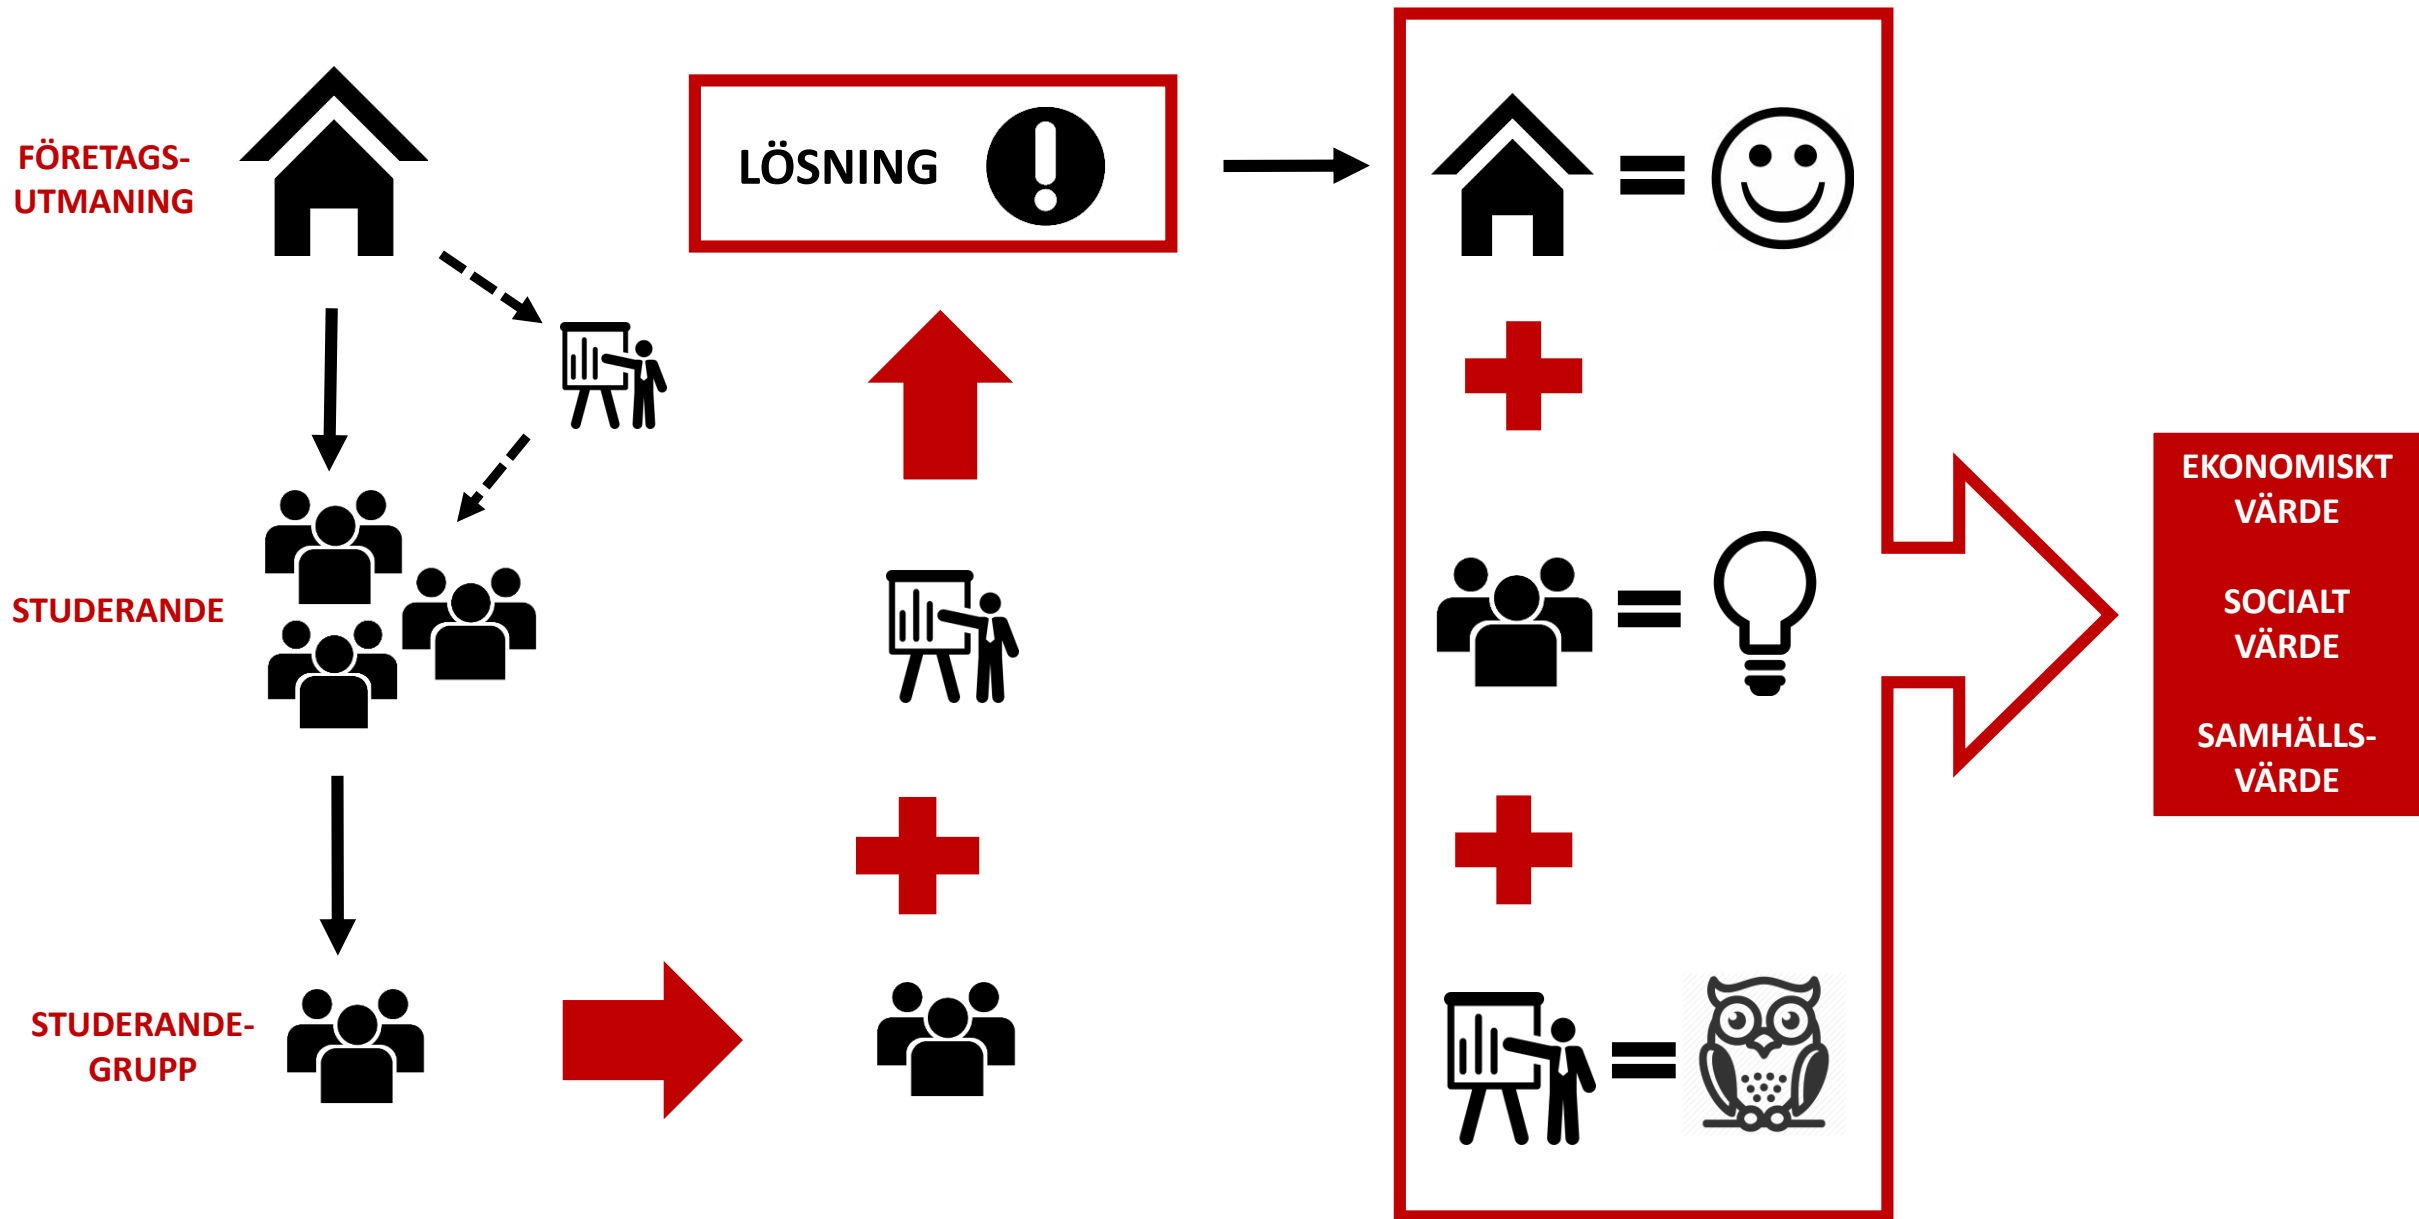 FÖRETAGS-
UTMANING
STUDERANDE
STUDERANDE-
GRUPP
LÖSNING
EKONOMISKT
VÄRDE
SOCIALT
VÄRDE
SAMHÄLLS-
VÄRDE